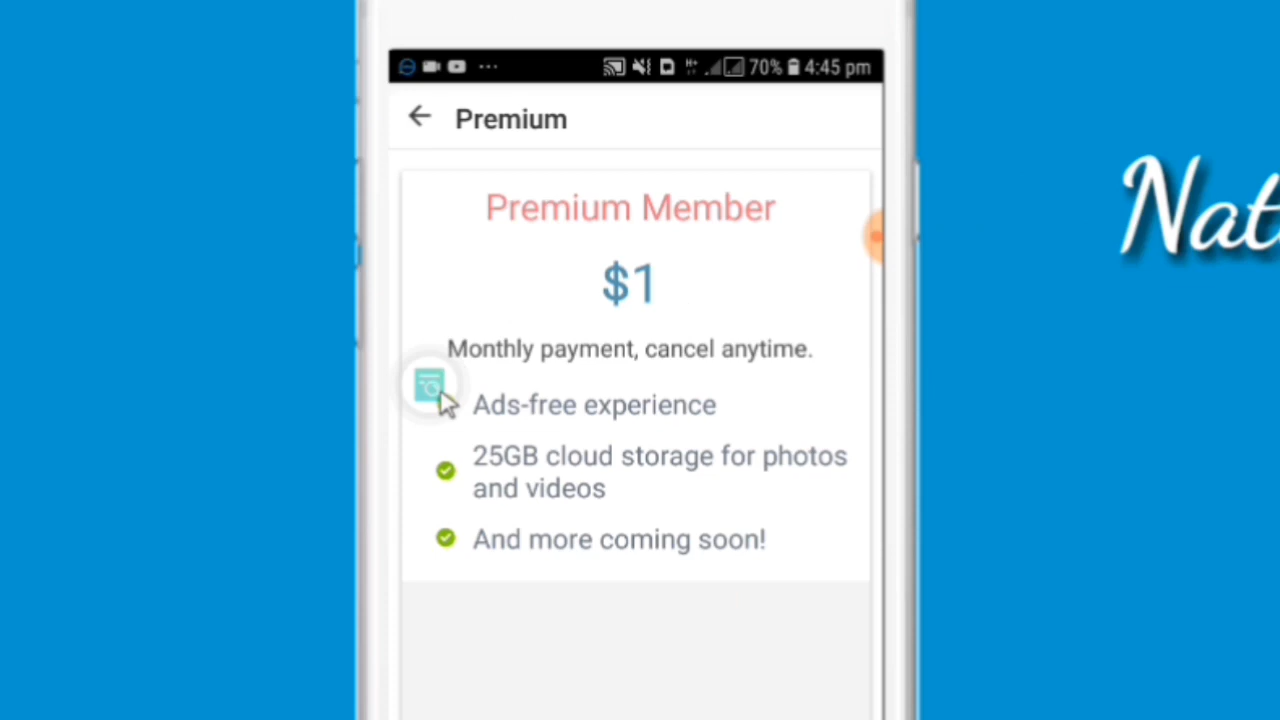 70% 4:45 pm
Premium
Premium Member
$1
Monthly payment, cancel anytime.
Ads-free experience
25GB cloud storage for photos
and videos
And more coming soon!
Nat